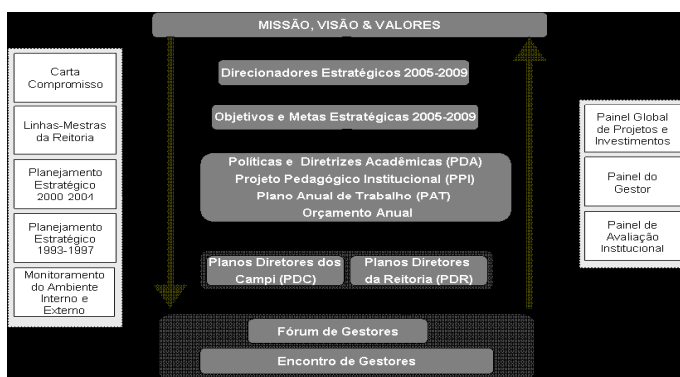 MISSÃO, VISÃO & VALORES
Carta
Compromisso
Linhas-Mestras
da Reitoria
Planejamento
Estratégico
2000-2004
Planejamento
Estratégico
1993-1997
Monitoramento
do Ambiente
Interno e
Externo
Direcionadores Estratégicos 2005-2009
Objetivos e Metas Estratégicas 2005-2009
Políticas e Diretrizes Acadêmicas (PDA)
Projeto Pedagógico Institucional (PPI)
Plano Anual de Trabalho (PAT)
Orçamento Anual
Planos Diretores dos
Campi (PDC)
Planos Diretores
da Reitoria (PDR)
Fórum de Gestores
Encontro de Gestores
Painel Global
de Projetos e
Investimentos
Painel do
Gestor
Painel de
Avaliação
Institucional